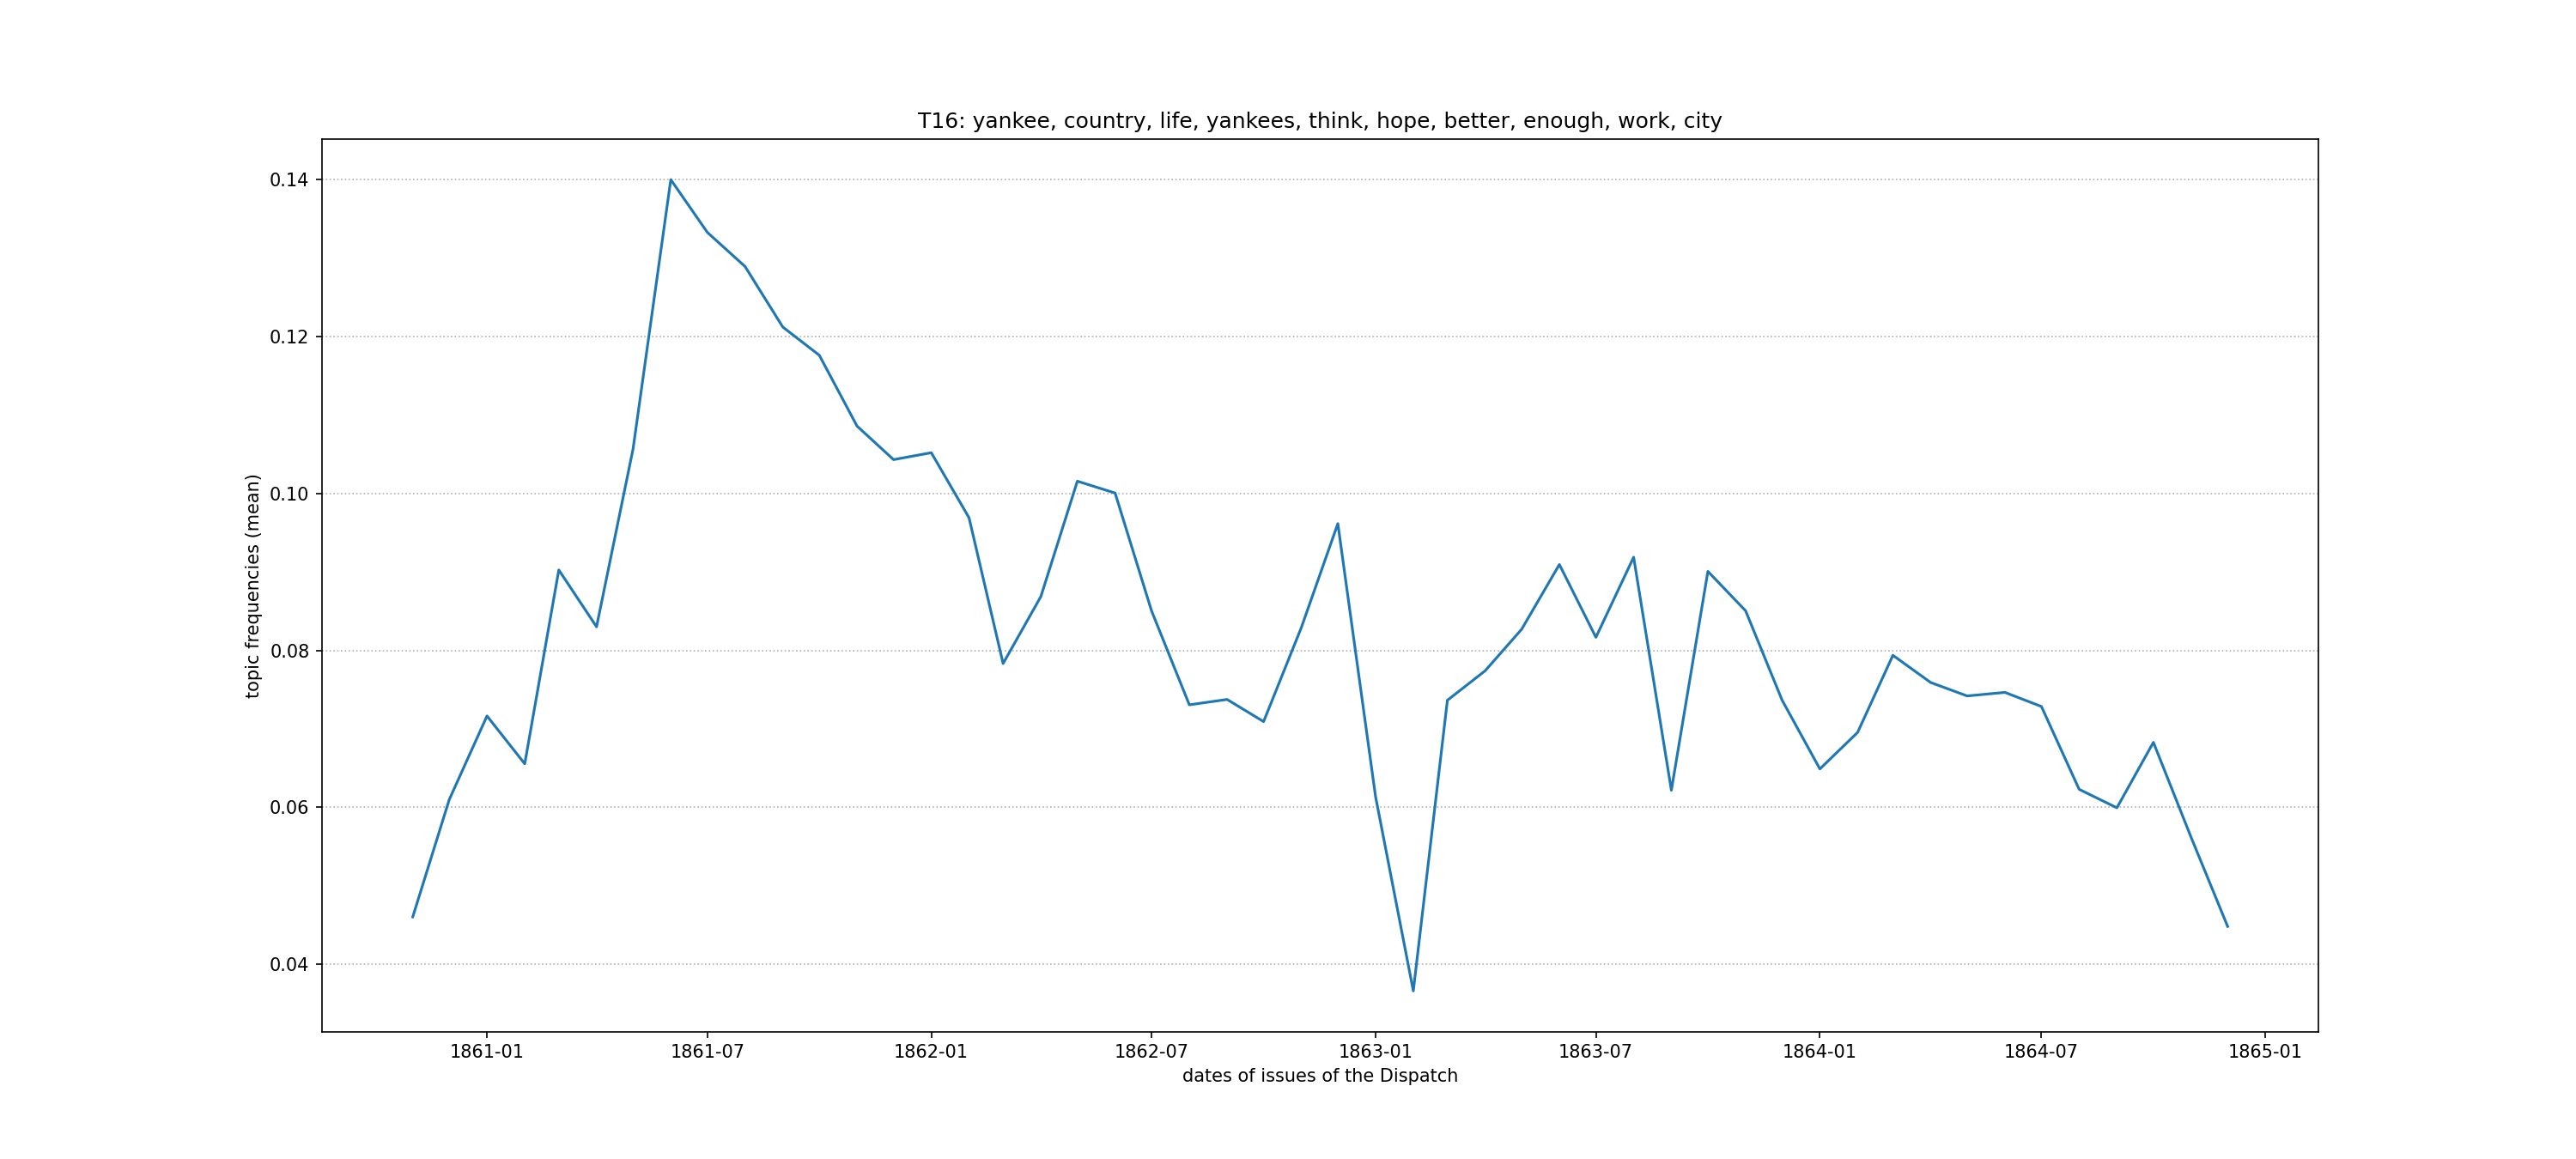 T16: yankee, country, life, yankees, think, hope, better, enough, work, city
topic frequencies (mean)
0.14
0.12
0.10
0.08
0.06
0.04
1861-01 1861-07 1862-01 1862-07 1863-01 1863-07 1864-01 1864-07 1865-01
dates of issues of the Dispatch